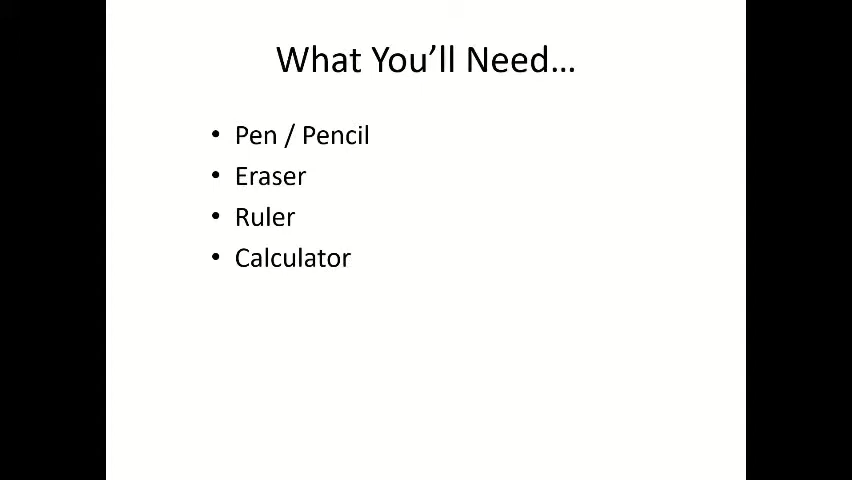 What You’ll Need…
• Pen / Pencil
• Eraser
• Ruler
• Calculator